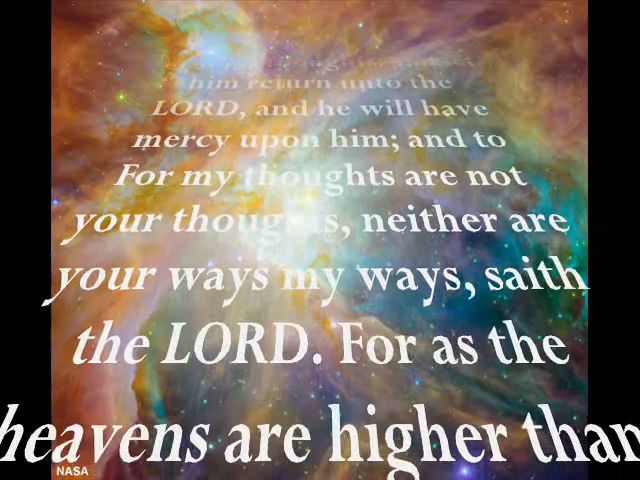 him return unto the
LORD, and he will have
mercy upon him; and to
For my thoughts are not
your thoughts, neither are
your ways my ways, saith
the LORD. For as the
heavens are higher than
NASA